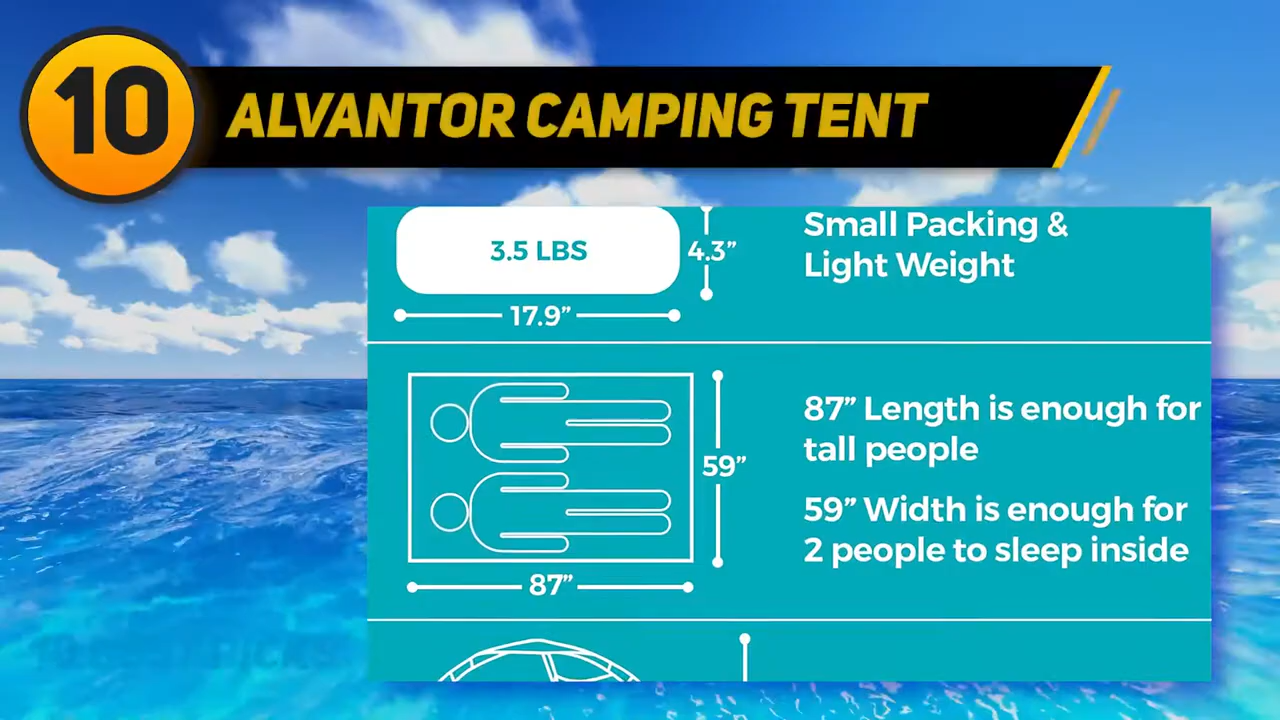 10
ALVANTOR CAMPING TENT
3.5 LBS
4.3”
17.9”
Small Packing &
Light Weight
59”
87”
87” Length is enough for
tall people
59” Width is enough for
2 people to sleep inside